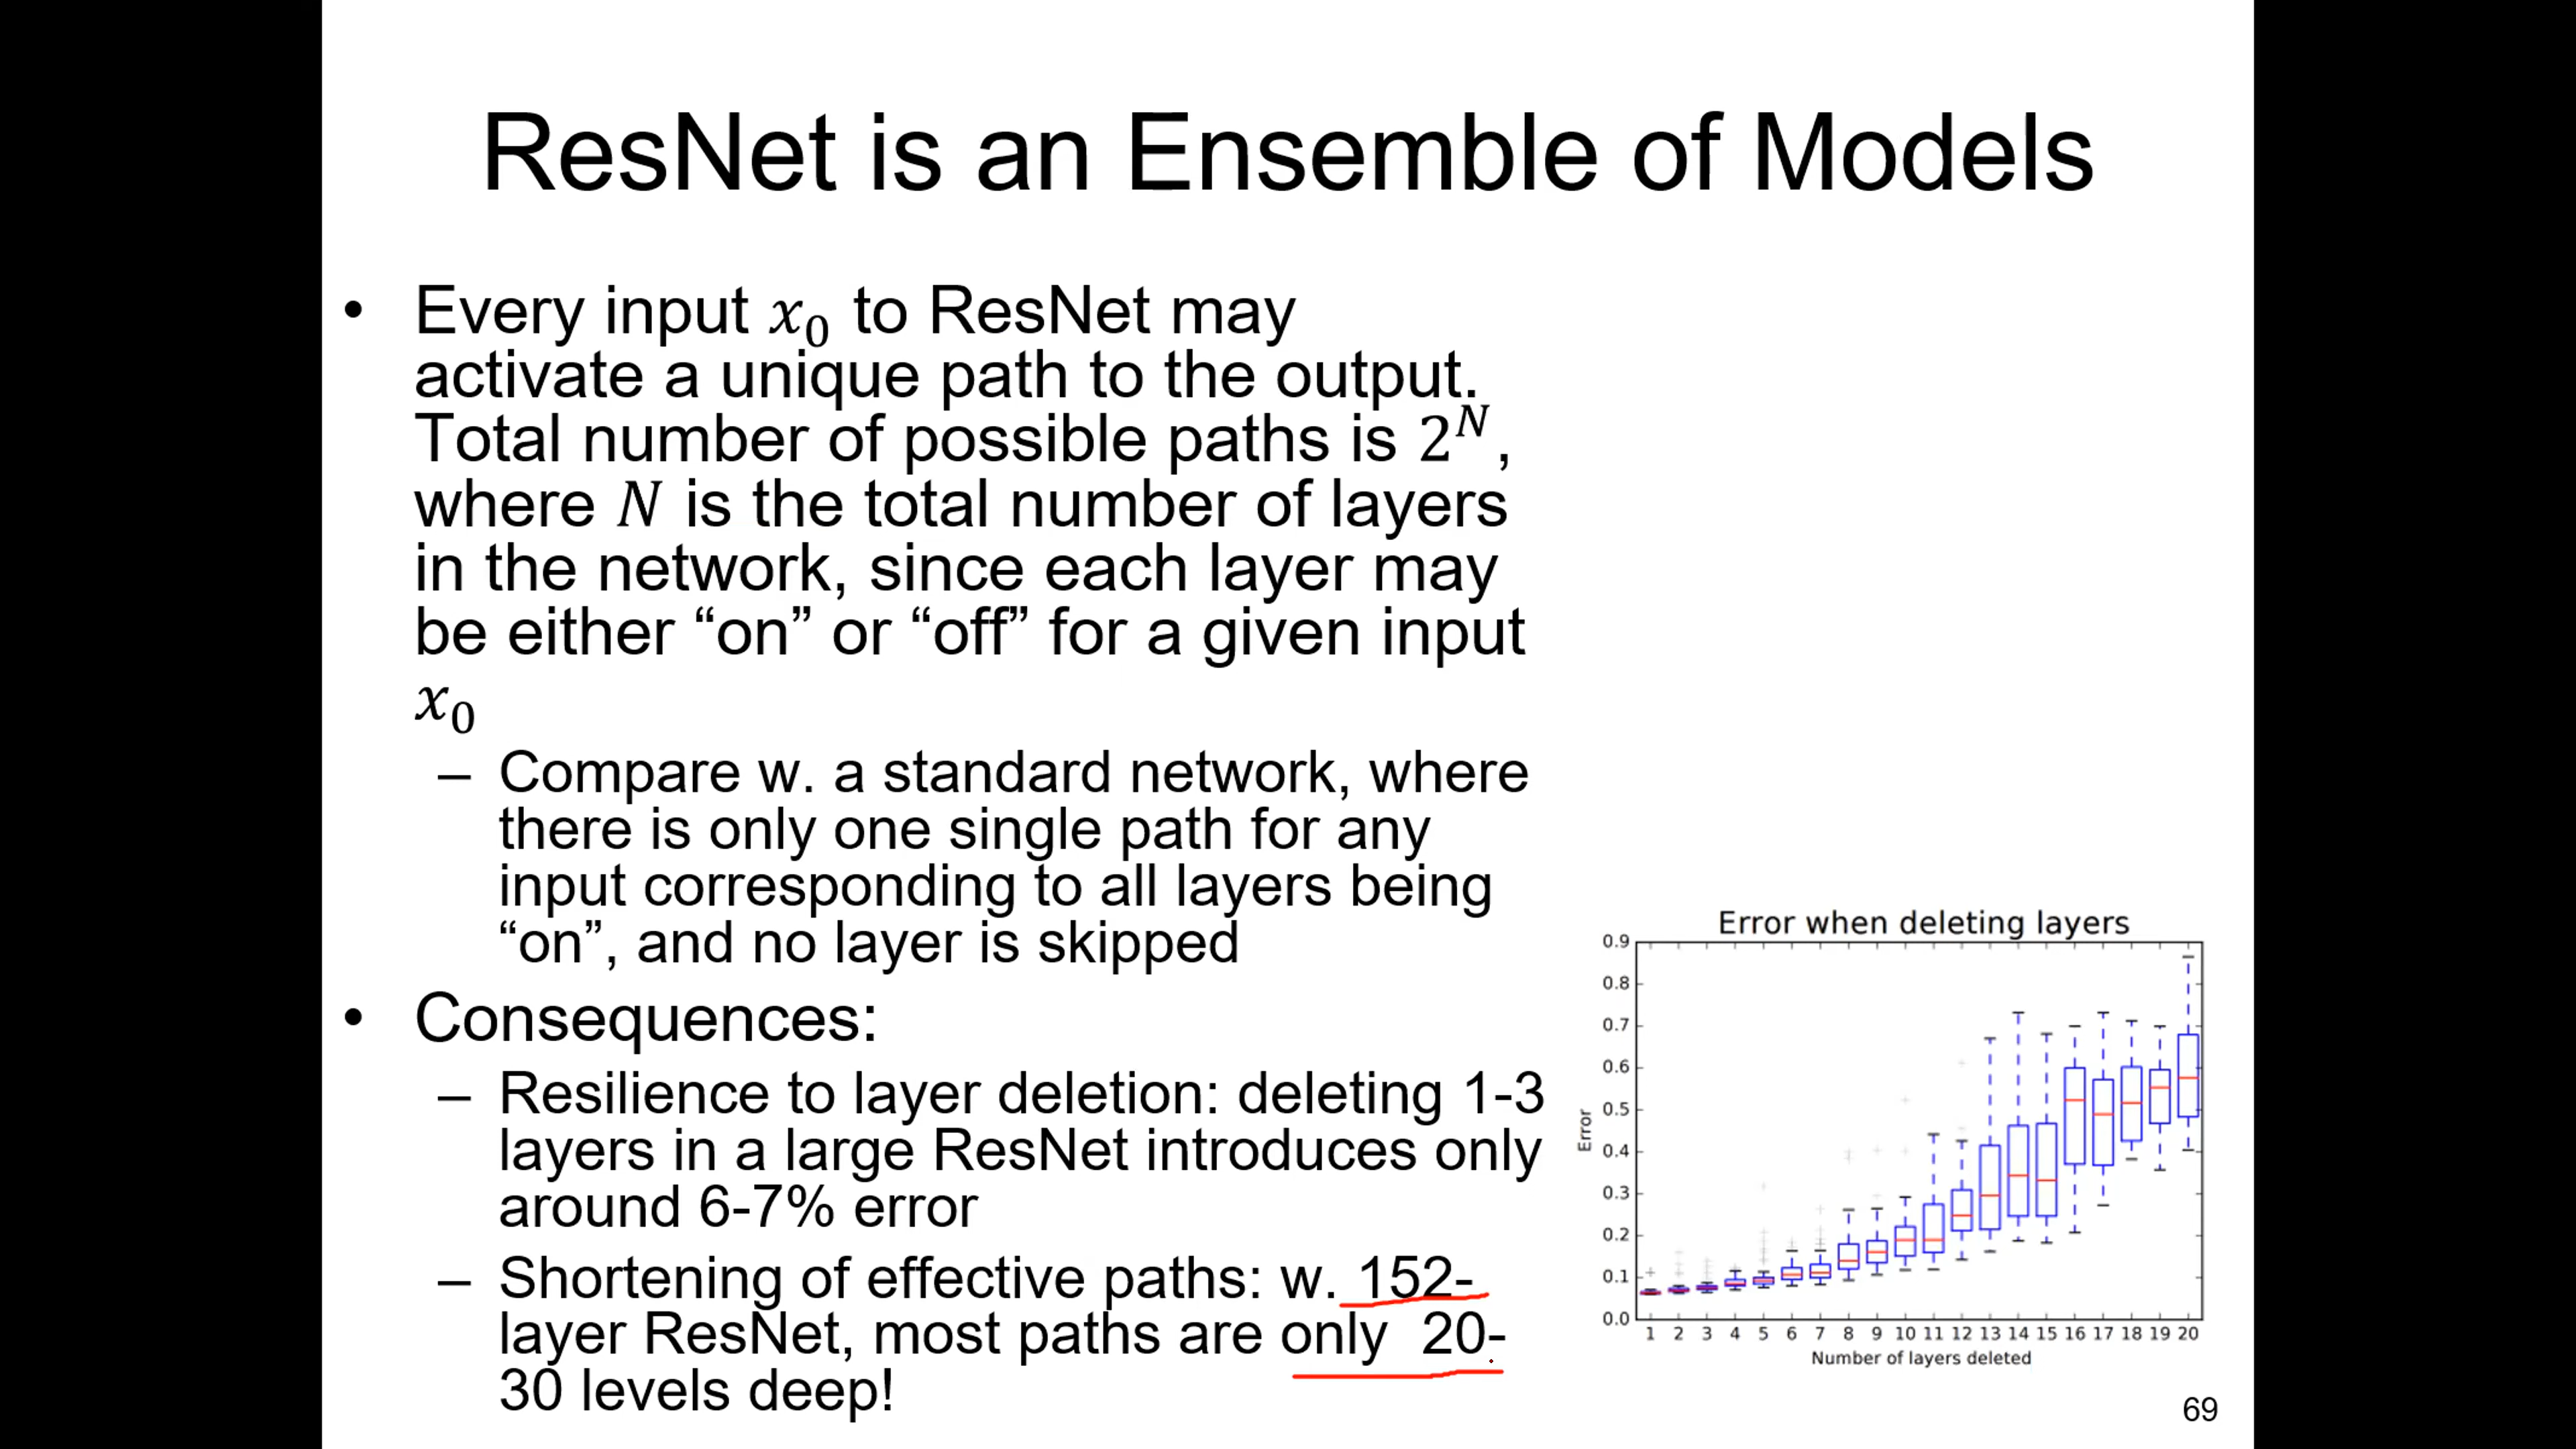 ResNet is an Ensemble of Models
• Every input x₀ to ResNet may
activate a unique path to the output.
Total number of possible paths is 2ᴺ,
where N is the total number of layers
in the network, since each layer may
be either “on” or “off” for a given input
x₀
– Compare w. a standard network, where
there is only one single path for any
input corresponding to all layers being
“on”, and no layer is skipped
• Consequences:
– Resilience to layer deletion: deleting 1-3
layers in a large ResNet introduces only
around 6-7% error
– Shortening of effective paths: w. 152-
layer ResNet, most paths are only 20-
30 levels deep!
Error when deleting layers
0.9
0.8
0.7
0.6
0.5
0.4
0.3
0.2
0.1
0.0
Error
1 2 3 4 5 6 7 8 9 10 11 12 13 14 15 16 17 18 19 20
Number of layers deleted
69